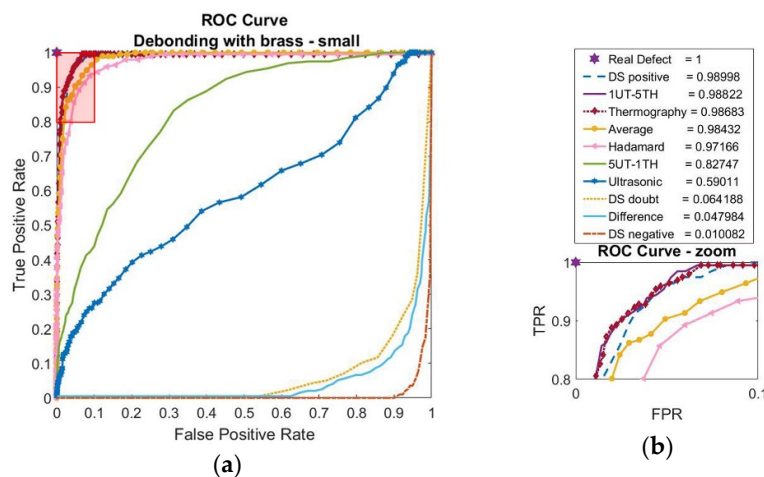 ROC Curve
Debonding with brass - small
True Positive Rate
1
0.9
0.8
0.7
0.6
0.5
0.4
0.3
0.2
0.1
0
0 0.1 0.2 0.3 0.4 0.5 0.6 0.7 0.8 0.9 1
False Positive Rate
(a)
Real Defect = 1
DS positive = 0.98998
1UT-5TH = 0.98822
Thermography = 0.98683
Average = 0.98432
Hadamard = 0.97166
5UT-1TH = 0.82747
Ultrasonic = 0.59011
DS doubt = 0.064188
Difference = 0.047984
DS negative = 0.010082
ROC Curve - zoom
TPR
1
0.9
0.8
0 0.1
FPR
(b)